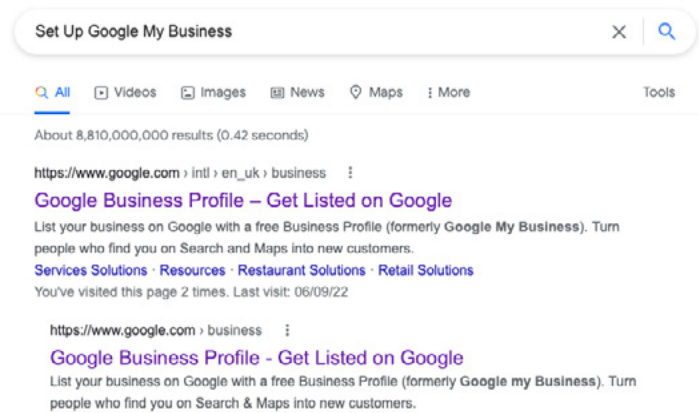 Set Up Google My Business
All Videos Images News Maps More Tools
About 8,810,000,000 results (0.42 seconds)
https://www.google.com › intl › en_uk › business
Google Business Profile – Get Listed on Google
List your business on Google with a free Business Profile (formerly Google My Business). Turn
people who find you on Search and Maps into new customers.
Services Solutions · Resources · Restaurant Solutions · Retail Solutions
You've visited this page 2 times. Last visit: 06/09/22
https://www.google.com › business
Google Business Profile - Get Listed on Google
List your business on Google with a free Business Profile (formerly Google my Business). Turn
people who find you on Search & Maps into new customers.